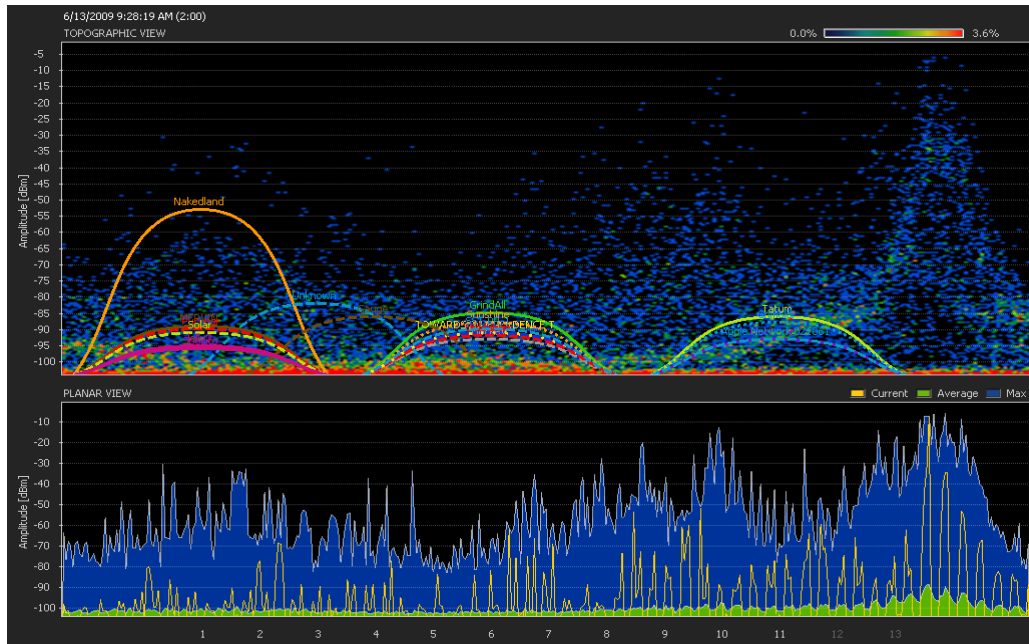 6/13/2009 9:28:19 AM (2:00)
TOPOGRAPHIC VIEW
0.0% 3.6%
-5
-10
-15
-20
-25
-30
-35
-40
-45
-50
-55
-60
-65
-70
-75
-80
-85
-90
-95
-100
Amplitude [dBm]
Nakedland
Unknown
GrindAll
Sunshine
Solar
Tatum
PLANAR VIEW
Current Average Max
-10
-20
-30
-40
-50
-60
-70
-80
-90
-100
Amplitude [dBm]
1 2 3 4 5 6 7 8 9 10 11 12 13